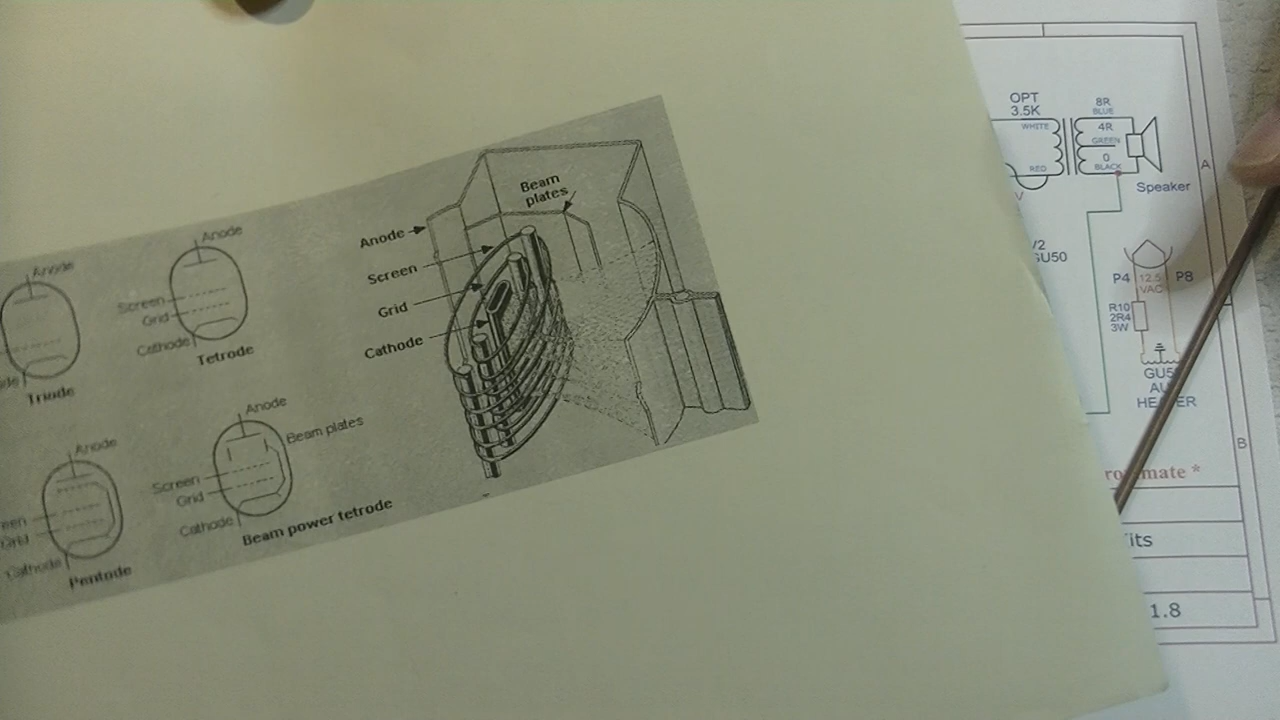 Anode
Triode
Anode
Screen
Grid
Cathode
Tetrode
Anode
Grid
Cathode
Pentode
Anode
Beam plates
Screen
Grid
Cathode
Beam power tetrode
Beam
plates
Anode
Screen
Grid
Cathode
OPT
3.5K
WHITE
RED
8R
BLUE
4R
GREEN
0
BLACK
Speaker
A
P4
12.5
VAC
P8
R10
2R4
3W
B
1.8